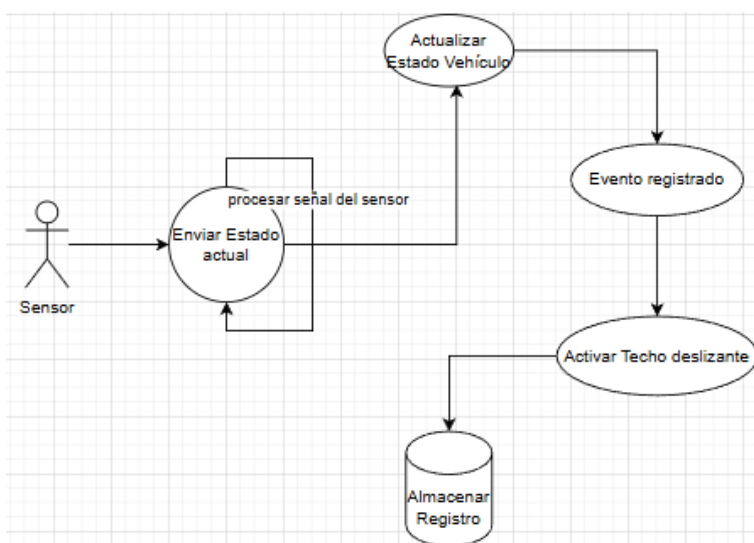 Actualizar
Estado Vehículo
Evento registrado
procesar señal del sensor
Enviar Estado
actual
Sensor
Activar Techo deslizante
Almacenar
Registro